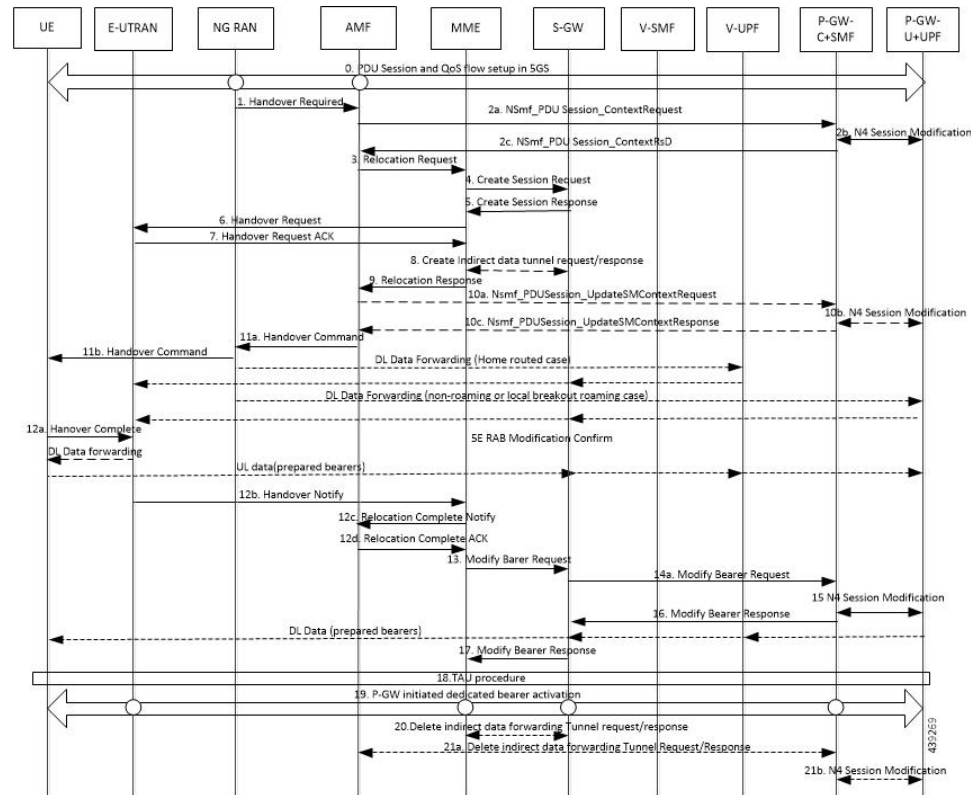 UE
E-UTRAN
NG RAN
AMF
MME
S-GW
V-SMF
V-UPF
P-GW-
C+SMF
P-GW-
U+UPF
0. PDU Session and QoS flow setup in 5GS
1. Handover Required
2a. NSmf_PDU Session_ContextRequest
2b. N4 Session Modification
2c. NSmf_PDU Session_ContextRsD
3. Relocation Request
4. Create Session Request
5. Create Session Response
6. Handover Request
7. Handover Request ACK
8. Create Indirect data tunnel request/response
9. Relocation Response
10a. Nsmf_PDUSession_UpdateSMContextRequest
10b. N4 Session Modification
10c. Nsmf_PDUSession_UpdateSMContextResponse
11a. Handover Command
11b. Handover Command
DL Data Forwarding (Home routed case)
DL Data Forwarding (non-roaming or local breakout roaming case)
12a. Hanover Complete
5E RAB Modification Confirm
DL Data forwarding
UL data(prepared bearers)
12b. Handover Notify
12c. Relocation Complete Notify
12d. Relocation Complete ACK
13. Modify Barer Request
14a. Modify Bearer Request
15 N4 Session Modification
16. Modify Bearer Response
DL Data (prepared bearers)
17. Modify Bearer Response
18.TAU procedure
19. P-GW initiated dedicated bearer activation
20.Delete indirect data forwarding Tunnel request/response
21a. Delete indirect data forwarding Tunnel Request/Response
21b. N4 Session Modification
439269